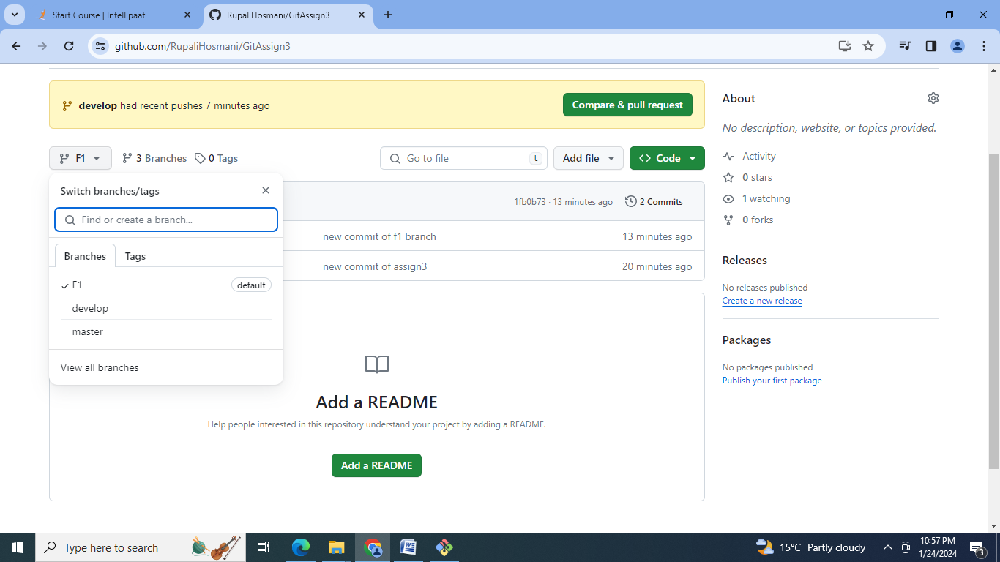 Start Course | Intellipaat
RupaliHosmani/GitAssign3
github.com/RupaliHosmani/GitAssign3
develop had recent pushes 7 minutes ago
Compare & pull request
F1
3 Branches
0 Tags
Go to file
t
Add file
<> Code
Switch branches/tags
Find or create a branch...
Branches
Tags
F1
default
develop
master
View all branches
1fb0b73 · 13 minutes ago
2 Commits
new commit of f1 branch
13 minutes ago
new commit of assign3
20 minutes ago
Add a README
Help people interested in this repository understand your project by adding a README.
Add a README
About
No description, website, or topics provided.
Activity
0 stars
1 watching
0 forks
Releases
No releases published
Create a new release
Packages
No packages published
Publish your first package
Type here to search
15°C Partly cloudy
10:57 PM
1/24/2024
3